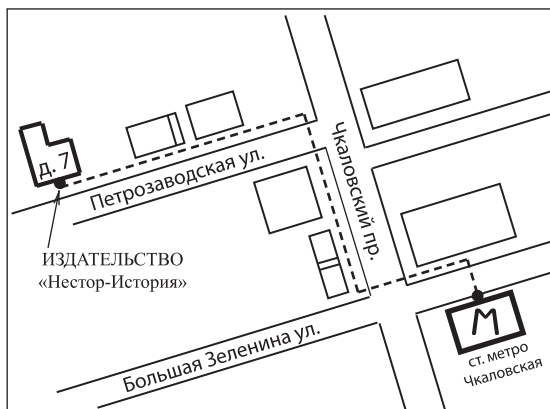 д. 7
Петрозаводская ул.
Чкаловский пр.
ИЗДАТЕЛЬСТВО
«Нестор-История»
Большая Зеленина ул.
М
ст. метро
Чкаловская